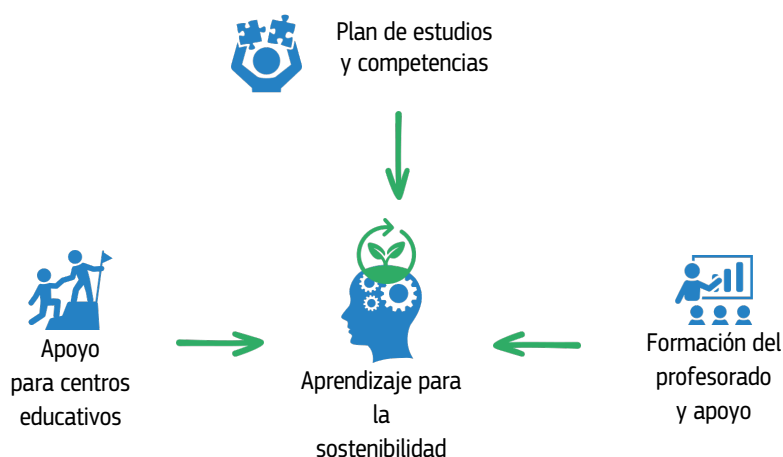 Plan de estudios
y competencias
Apoyo
para centros
educativos
Aprendizaje para
la
sostenibilidad
Formación del
profesorado
y apoyo